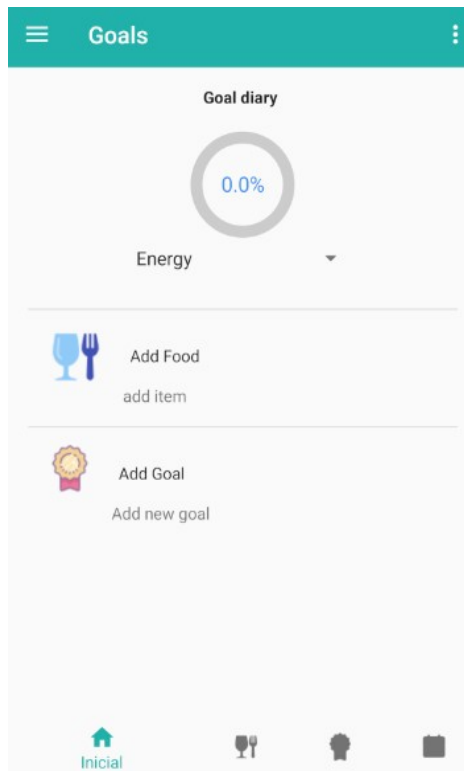 Goals
Goal diary
0.0%
Energy
Add Food
add item
Add Goal
Add new goal
Inicial